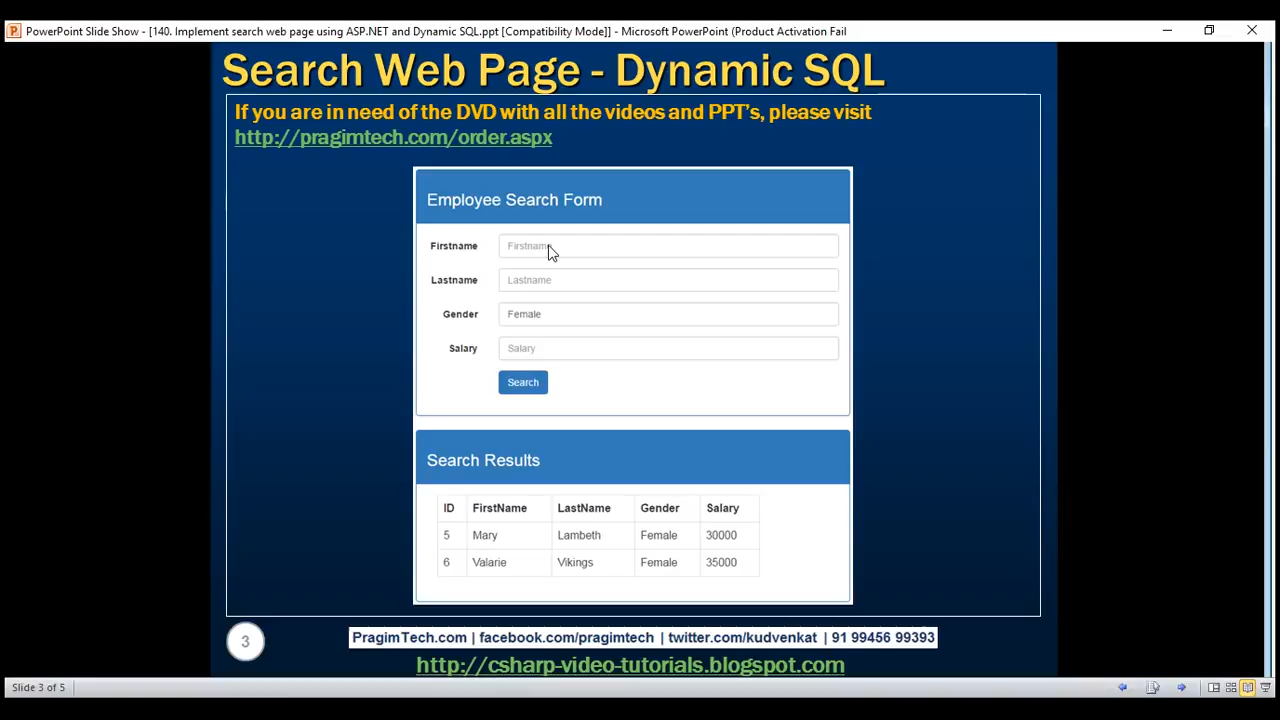 PowerPoint Slide Show - [140. Implement search web page using ASP.NET and Dynamic SQL.ppt [Compatibility Mode]] - Microsoft PowerPoint (Product Activation Fail
Search Web Page - Dynamic SQL
If you are in need of the DVD with all the videos and PPT's, please visit
http://pragimtech.com/order.aspx
Employee Search Form
Firstname Firstname
Lastname Lastname
Gender Female
Salary Salary
Search
Search Results
ID FirstName LastName Gender Salary
5 Mary Lambeth Female 30000
6 Valarie Vikings Female 35000
3
PragimTech.com | facebook.com/pragimtech | twitter.com/kudvenkat | 91 99456 99393
http://csharp-video-tutorials.blogspot.com
Slide 3 of 5